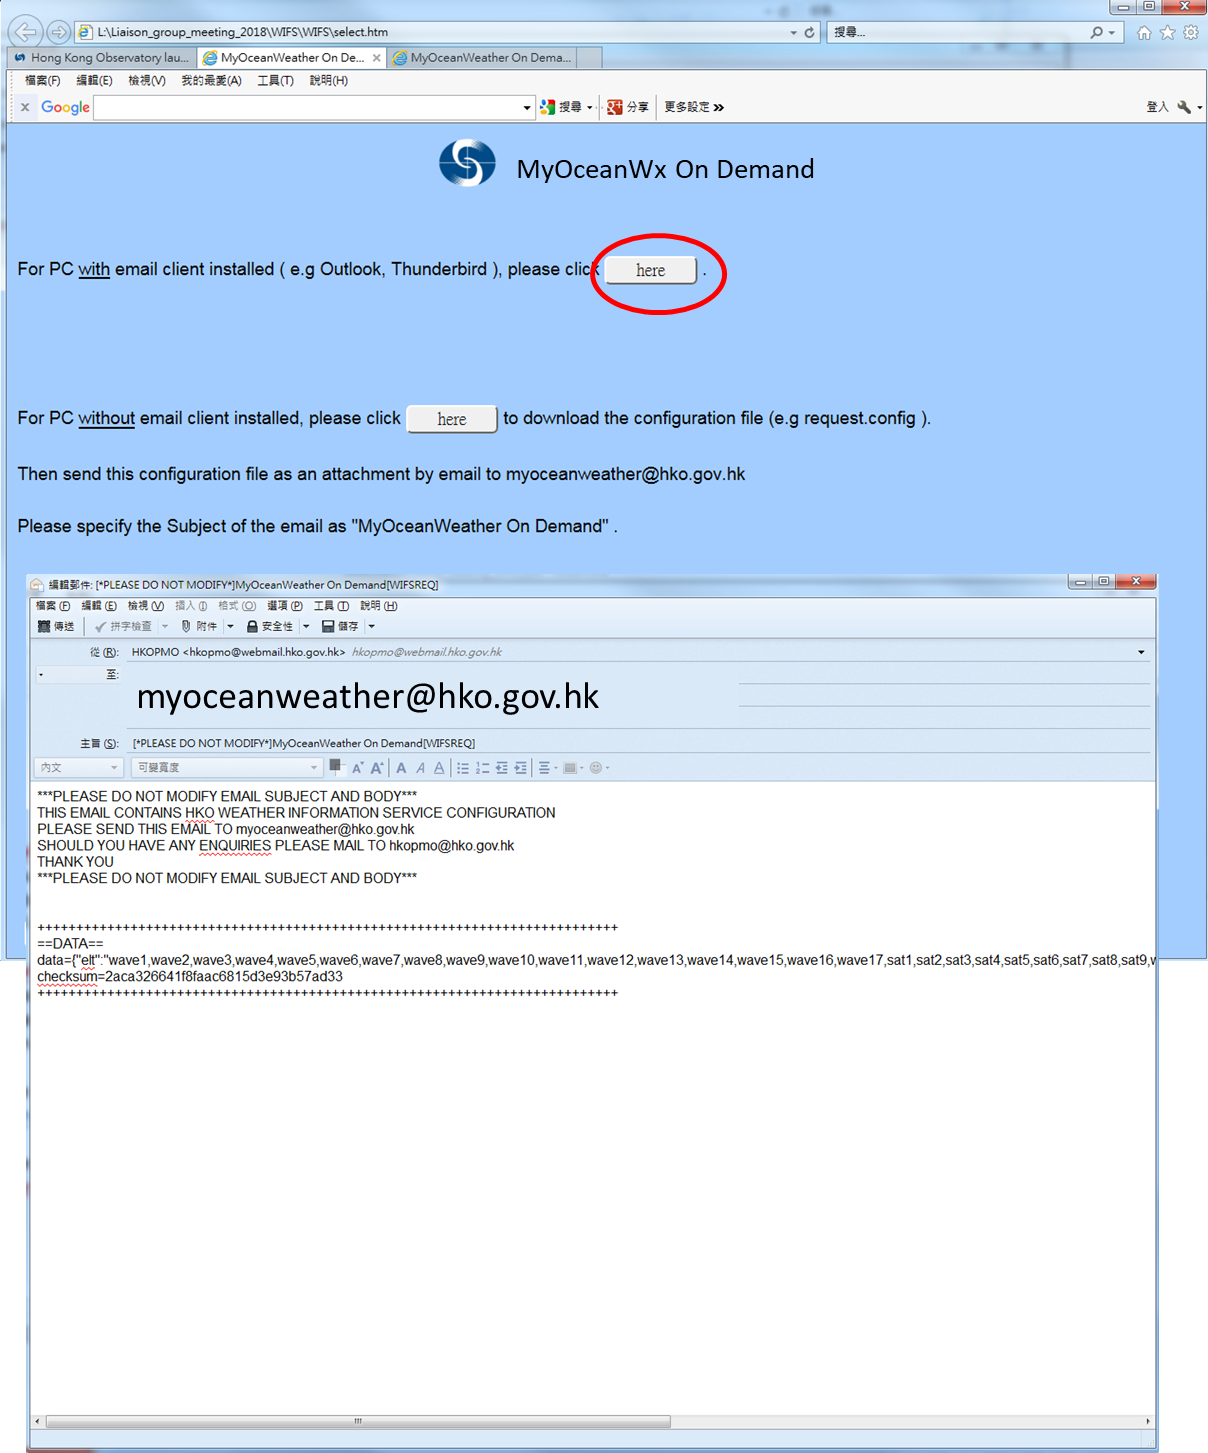 L:\Liaison_group_meeting_2018\WIFS\WIFS\select.htm
搜尋...
Hong Kong Observatory lau...
MyOceanWeather On De...
MyOceanWeather On Dema...
檔案(F) 編輯(E) 檢視(V) 我的最愛(A) 工具(T) 說明(H)
x Google 搜尋 分享 更多設定 » 登入
MyOceanWx On Demand
For PC with email client installed ( e.g Outlook, Thunderbird ), please click here .
For PC without email client installed, please click here to download the configuration file (e.g request.config ).
Then send this configuration file as an attachment by email to myoceanweather@hko.gov.hk
Please specify the Subject of the email as "MyOceanWeather On Demand" .
編輯郵件: [*PLEASE DO NOT MODIFY*]MyOceanWeather On Demand[WIFSREQ]
檔案 (F) 編輯 (E) 檢視 (V) 插入 (I) 格式 (O) 選項 (P) 工具 (T) 說明 (H)
傳送 拼字檢查 附件 安全性 儲存
從 (R): HKOPMO <hkopmo@webmail.hko.gov.hk> hkopmo@webmail.hko.gov.hk
至:
myoceanweather@hko.gov.hk
主旨 (S): [*PLEASE DO NOT MODIFY*]MyOceanWeather On Demand[WIFSREQ]
內文 可變寬度
***PLEASE DO NOT MODIFY EMAIL SUBJECT AND BODY***
THIS EMAIL CONTAINS HKO WEATHER INFORMATION SERVICE CONFIGURATION
PLEASE SEND THIS EMAIL TO myoceanweather@hko.gov.hk
SHOULD YOU HAVE ANY ENQUIRIES PLEASE MAIL TO hkopmo@hko.gov.hk
THANK YOU
***PLEASE DO NOT MODIFY EMAIL SUBJECT AND BODY***
+++++++++++++++++++++++++++++++++++++++++++++++++++++++++++++++++++++++++++
==DATA==
data={"elt":"wave1,wave2,wave3,wave4,wave5,wave6,wave7,wave8,wave9,wave10,wave11,wave12,wave13,wave14,wave15,wave16,wave17,sat1,sat2,sat3,sat4,sat5,sat6,sat7,sat8,sat9,w
checksum=2aca326641f8faac6815d3e93b57ad33
+++++++++++++++++++++++++++++++++++++++++++++++++++++++++++++++++++++++++++